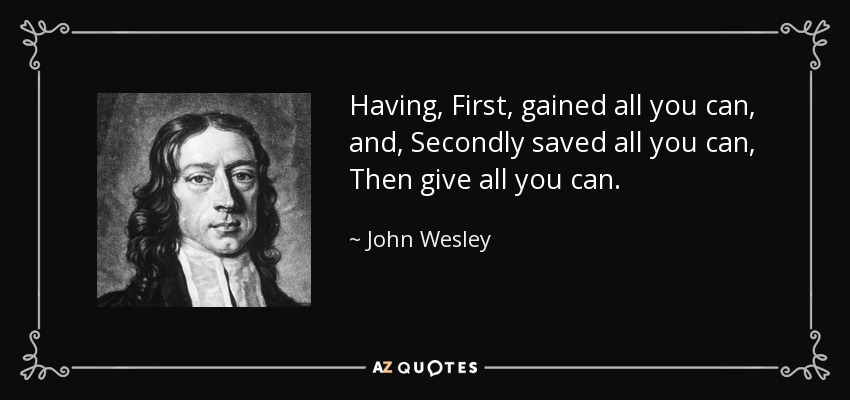 Having, First, gained all you can,
and, Secondly saved all you can,
Then give all you can.
~ John Wesley
AZ QUOTES